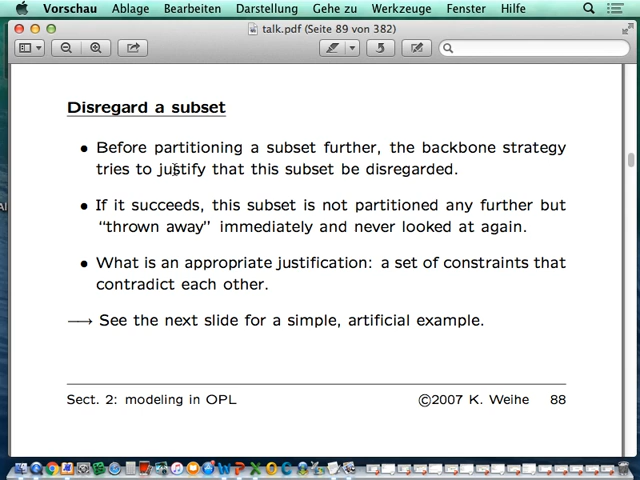 Vorschau Ablage Bearbeiten Darstellung Gehe zu Werkzeuge Fenster Hilfe
talk.pdf (Seite 89 von 382)
Disregard a subset
• Before partitioning a subset further, the backbone strategy
tries to justify that this subset be disregarded.
• If it succeeds, this subset is not partitioned any further but
“thrown away” immediately and never looked at again.
• What is an appropriate justification: a set of constraints that
contradict each other.
⟶ See the next slide for a simple, artificial example.
Sect. 2: modeling in OPL ©2007 K. Weihe 88